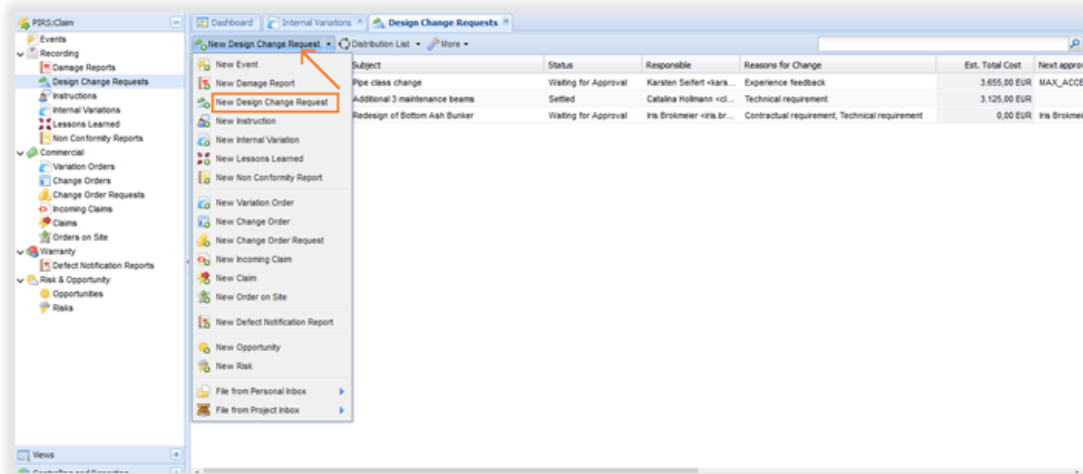 PIRS:Claim
Events
Recording
Damage Reports
Design Change Requests
Instructions
Internal Variations
Lessons Learned
Non Conformity Reports
Commercial
Variation Orders
Change Orders
Change Order Requests
Incoming Claims
Claims
Orders on Site
Warranty
Defect Notification Reports
Risk & Opportunity
Opportunities
Risks
Views
Dashboard Internal Variations Design Change Requests
New Design Change Request Distribution List More
Subject Status Responsible Reasons for Change Est. Total Cost Next approv
Pipe class change Waiting for Approval Karsten Seifert <kars... Experience feedback 3.655,00 EUR MAX_ACCE
Additional 3 maintenance beams Settled Catalina Hollmann <cl... Technical requirement 3.125,00 EUR
Redesign of Bottom Ash Bunker Waiting for Approval Iris Brokmeier <iris.br... Contractual requirement, Technical requirement 0,00 EUR Iris Brokmei
New Event
New Damage Report
New Design Change Request
New Instruction
New Internal Variation
New Lessons Learned
New Non Conformity Report
New Variation Order
New Change Order
New Change Order Request
New Incoming Claim
New Claim
New Order on Site
New Defect Notification Report
New Opportunity
New Risk
File from Personal Inbox
File from Project Inbox